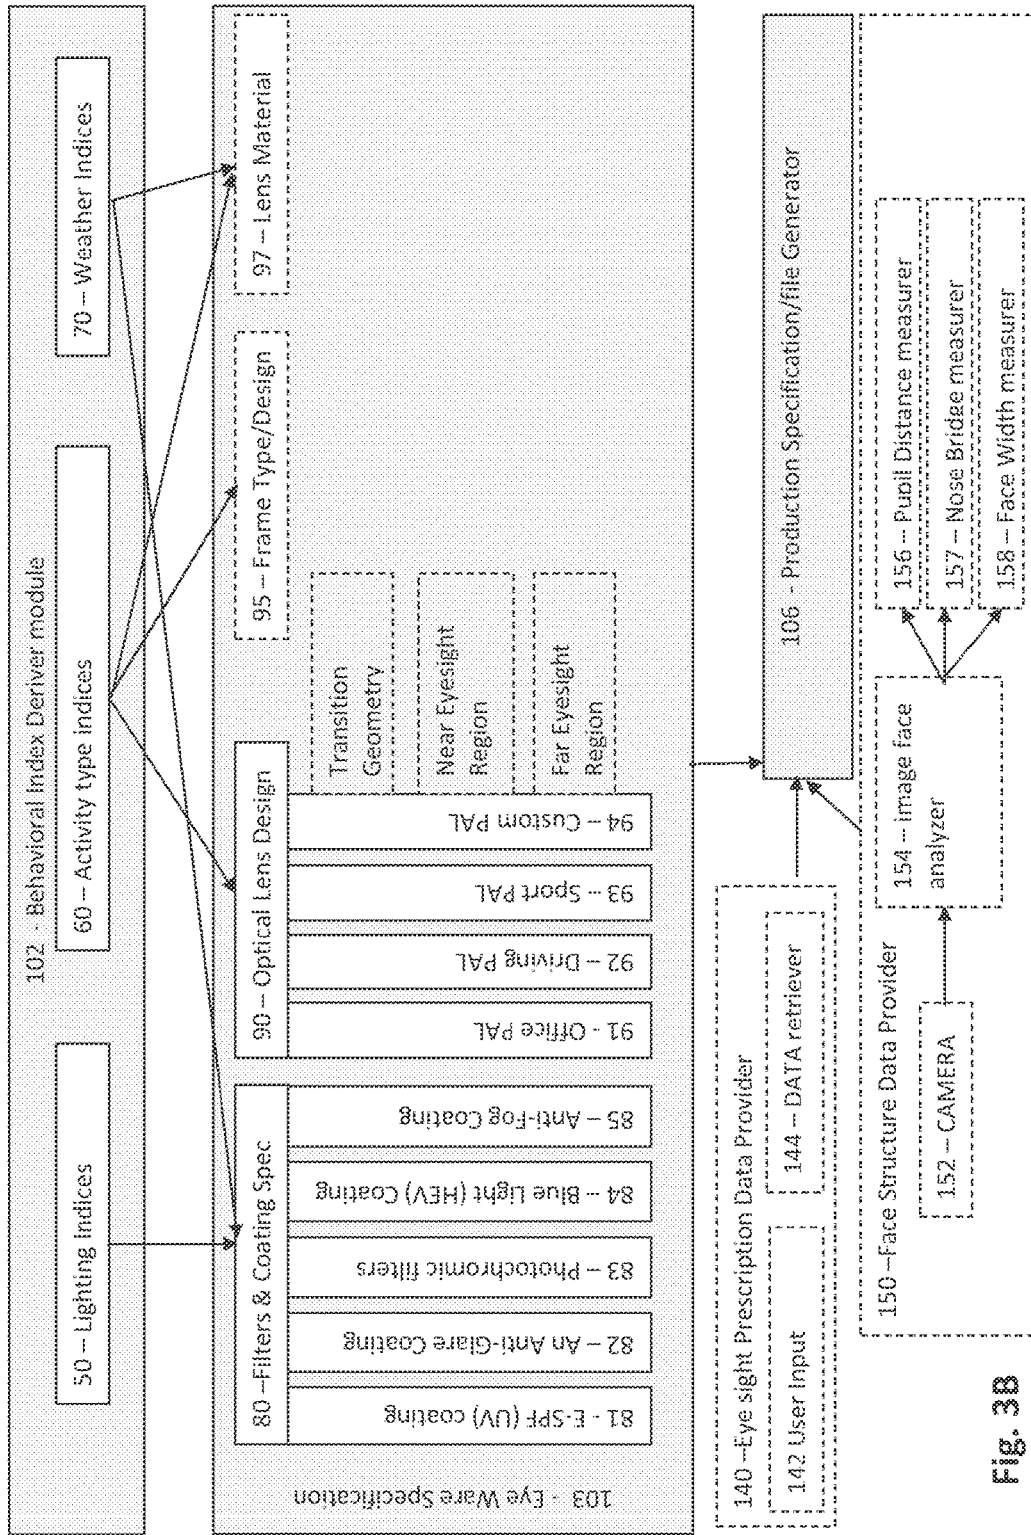 102 - Behavioral Index Deriver module
50 – Lighting Indices
60 – Activity type indices
70 – Weather Indices
103 - Eye Ware Specification
80 –Filters & Coating Spec
81 - E-SPF (UV) coating
82 – An Anti-Glare Coating
83 – Photochromic filters
84 – Blue Light (HEV) Coating
85 – Anti-Fog Coating
90 – Optical Lens Design
91 - Office PAL
92 – Driving PAL
93 – Sport PAL
94 – Custom PAL
Transition
Geometry
Near Eyesight
Region
Far Eyesight
Region
95 – Frame Type/Design
97 – Lens Material
140 –Eye sight Prescription Data Provider
142 User Input
144 – DATA retriever
106 - Production Specification/file Generator
150 –Face Structure Data Provider
152 – CAMERA
154 – image face
analyzer
156 – Pupil Distance measurer
157 – Nose Bridge measurer
158 – Face Width measurer
Fig. 3B